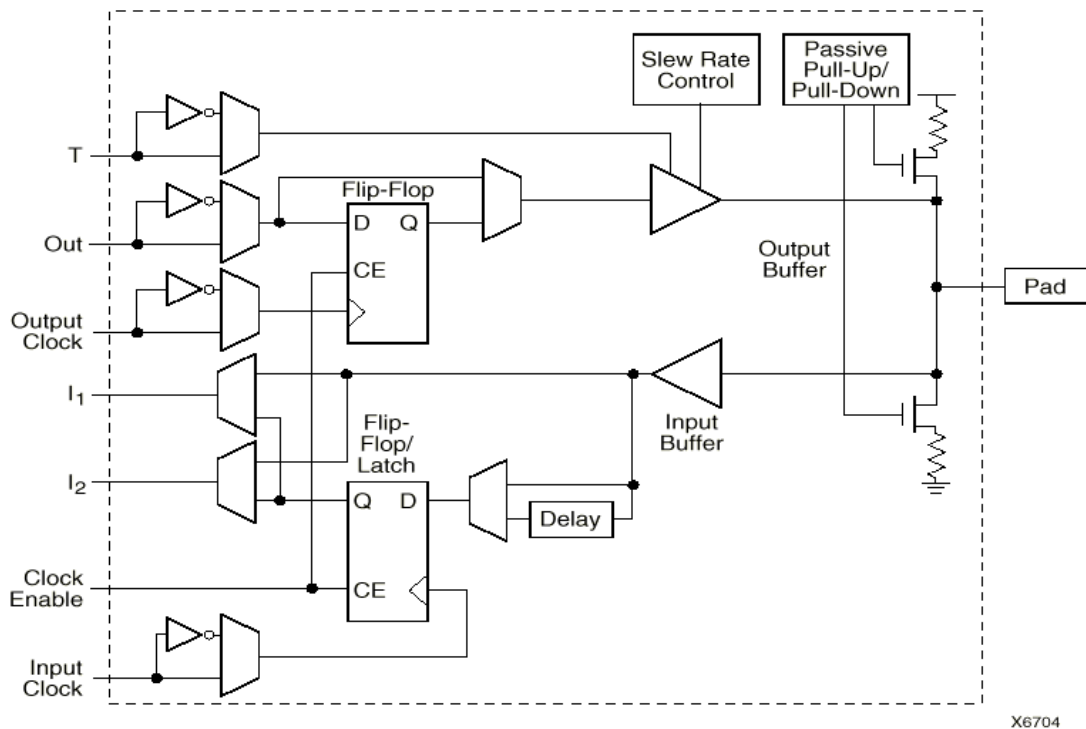 Slew Rate
Control
Passive
Pull-Up/
Pull-Down
T
Flip-Flop
D Q
Out
CE
Output
Buffer
Pad
Output
Clock
I1
Input
Buffer
Flip-
Flop/
Latch
I2
Q D
Delay
Clock
Enable
CE
Input
Clock
X6704